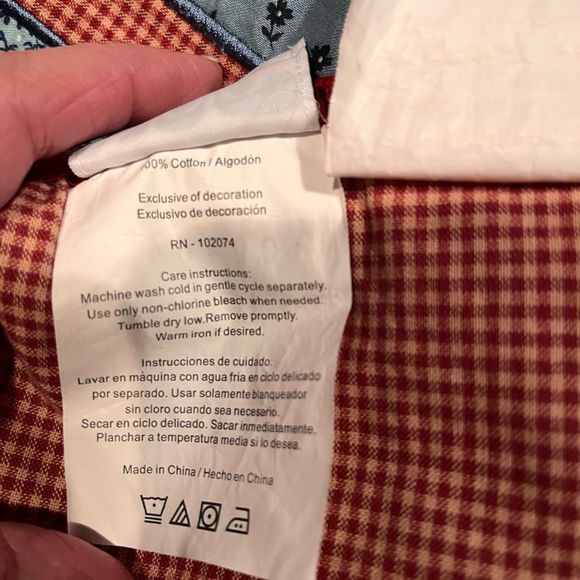 00% Cotton / Algodón
Exclusive of decoration
Exclusivo de decoración
RN - 102074
Care instructions:
Machine wash cold in gentle cycle separately.
Use only non-chlorine bleach when needed.
Tumble dry low.Remove promptly.
Warm iron if desired.
Instrucciones de cuidado:
Lavar en máquina con agua fria en ciclo delicado
por separado. Usar solamente blanqueador
sin cloro cuando sea necesario.
Secar en ciclo delicado. Sacar inmediatamente.
Planchar a temperatura media si lo desea.
Made in China / Hecho en China